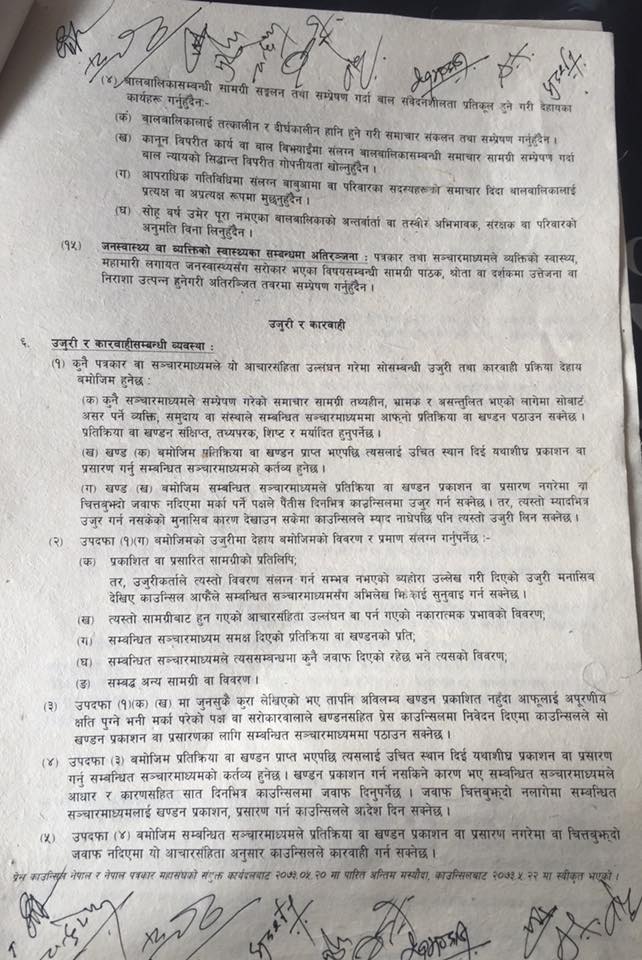 (४) बालबालिकासम्बन्धी सामग्री सङ्कलन तथा सम्प्रेषण गर्दा बाल संवेदनशीलता प्रतिकूल हुने गरी देहायका
कार्यहरू गर्नुहुँदैन:-
(क) बालबालिकालाई तत्कालीन र दीर्घकालीन हानि हुने गरी समाचार संकलन तथा सम्प्रेषण गर्नुहुँदैन ।
(ख) कानून विपरीत कार्य वा बाल बिज्याइँमा संलग्न बालबालिकासम्बन्धी समाचार सामग्री सम्प्रेषण गर्दा
बाल न्यायको सिद्धान्त विपरीत गोपनीयता खोल्नुहुँदैन ।
(ग) आपराधिक गतिविधिमा संलग्न बाबुआमा वा परिवारका सदस्यहरूको समाचार दिंदा बालबालिकालाई
प्रत्यक्ष वा अप्रत्यक्ष रूपमा मुछ्नुहुँदैन ।
(घ) सोह्र वर्ष उमेर पूरा नभएका बालबालिकाको अन्तर्वार्ता वा तस्वीर अभिभावक, संरक्षक वा परिवारको
अनुमति विना लिनुहुँदैन ।
(१५) जनस्वास्थ्य वा व्यक्तिको स्वास्थ्यका सम्बन्धमा अतिरञ्जना : पत्रकार तथा सञ्चारमाध्यमले व्यक्तिको स्वास्थ्य,
महामारी लगायत जनस्वास्थ्यसँग सरोकार भएका विषयसम्बन्धी सामग्री पाठक, श्रोता वा दर्शकमा उत्तेजना वा
निराशा उत्पन्न हुनेगरी अतिरञ्जित तवरमा सम्प्रेषण गर्नुहुँदैन ।
उजुरी र कारवाही
६. उजुरी र कारवाहीसम्बन्धी व्यवस्था :
(१) कुनै पत्रकार वा सञ्चारमाध्यमले यो आचारसंहिता उल्लंघन गरेमा सोसम्बन्धी उजुरी तथा कारवाही प्रक्रिया देहाय
बमोजिम हुनेछ :
(क) कुनै सञ्चारमाध्यमले सम्प्रेषण गरेको समाचार सामग्री तथ्यहीन, भ्रामक र असन्तुलित भएको लागेमा सोबाट
असर पर्ने व्यक्ति, समुदाय वा संस्थाले सम्बन्धित सञ्चारमाध्यममा आफ्नो प्रतिक्रिया वा खण्डन पठाउन सक्नेछ ।
प्रतिक्रिया वा खण्डन संक्षिप्त, तथ्यपरक, शिष्ट र मर्यादित हुनुपर्नेछ ।
(ख) खण्ड (क) बमोजिम प्रतिक्रिया वा खण्डन प्राप्त भएपछि त्यसलाई उचित स्थान दिई यथाशीघ्र प्रकाशन वा
प्रसारण गर्नु सम्बन्धित सञ्चारमाध्यमको कर्तव्य हुनेछ ।
(ग) खण्ड (ख) बमोजिम सम्बन्धित सञ्चारमाध्यमले प्रतिक्रिया वा खण्डन प्रकाशन वा प्रसारण नगरेमा वा
चित्तबुझ्दो जवाफ नदिएमा मर्का पर्ने पक्षले पैंतीस दिनभित्र काउन्सिलमा उजुर गर्न सक्नेछ । तर, त्यस्तो म्यादभित्र
उजुर गर्न नसकेको मुनासिब कारण देखाउन सकेमा काउन्सिलले म्याद नाघेपछि पनि त्यस्तो उजुरी लिन सक्नेछ ।
(२) उपदफा (१)(ग) बमोजिमको उजुरीमा देहाय बमोजिमको विवरण र प्रमाण संलग्न गर्नुपर्नेछ :-
(क) प्रकाशित वा प्रसारित सामग्रीको प्रतिलिपि;
तर, उजुरीकर्ताले त्यस्तो विवरण संलग्न गर्न सम्भव नभएको व्यहोरा उल्लेख गरी दिएको उजुरी मनासिब
देखिए काउन्सिल आफैंले सम्बन्धित सञ्चारमाध्यमसँग अभिलेख झिकाई सुनुवाइ गर्न सक्नेछ ।
(ख) त्यस्तो सामग्रीबाट हुन गएको आचारसंहिता उल्लंघन वा पर्न गएको नकारात्मक प्रभावको विवरण;
(ग) सम्बन्धित सञ्चारमाध्यम समक्ष दिएको प्रतिक्रिया वा खण्डनको प्रति;
(घ) सम्बन्धित सञ्चारमाध्यमले त्यससम्बन्धमा कुनै जवाफ दिएको रहेछ भने त्यसको विवरण;
(ङ) सम्बद्ध अन्य सामग्री वा विवरण ।
(३) उपदफा (१)(क) (ख) मा जुनसुकै कुरा लेखिएको भए तापनि अविलम्ब खण्डन प्रकाशित नहुँदा आफूलाई अपूरणीय
क्षति पुग्ने भनी मर्का परेको पक्ष वा सरोकारवालाले खण्डनसहित प्रेस काउन्सिलमा निवेदन दिएमा काउन्सिलले सो
खण्डन प्रकाशन वा प्रसारणका लागि सम्बन्धित सञ्चारमाध्यममा पठाउन सक्नेछ ।
(४) उपदफा (३) बमोजिम प्रतिक्रिया वा खण्डन प्राप्त भएपछि त्यसलाई उचित स्थान दिई यथाशीघ्र प्रकाशन वा प्रसारण
गर्नु सम्बन्धित सञ्चारमाध्यमको कर्तव्य हुनेछ । खण्डन प्रकाशन गर्न नसकिने कारण भए सम्बन्धित सञ्चारमाध्यमले
आधार र कारणसहित सात दिनभित्र काउन्सिलमा जवाफ दिनुपर्नेछ । जवाफ चित्तबुझ्दो नलागेमा सम्बन्धित
सञ्चारमाध्यमलाई खण्डन प्रकाशन, प्रसारण गर्न काउन्सिलले आदेश दिन सक्नेछ ।
(५) उपदफा (४) बमोजिम सम्बन्धित सञ्चारमाध्यमले प्रतिक्रिया वा खण्डन प्रकाशन वा प्रसारण नगरेमा वा चित्तबुझ्दो
जवाफ नदिएमा यो आचारसंहिता अनुसार काउन्सिलले कारवाही गर्न सक्नेछ ।
प्रेस काउन्सिल नेपाल र नेपाल पत्रकार महासंघको संयुक्त कार्यदलबाट २०७३.०५.२० मा पारित अन्तिम मस्यौदा, काउन्सिलबाट २०७३.५.२२ मा स्वीकृत भएको ।